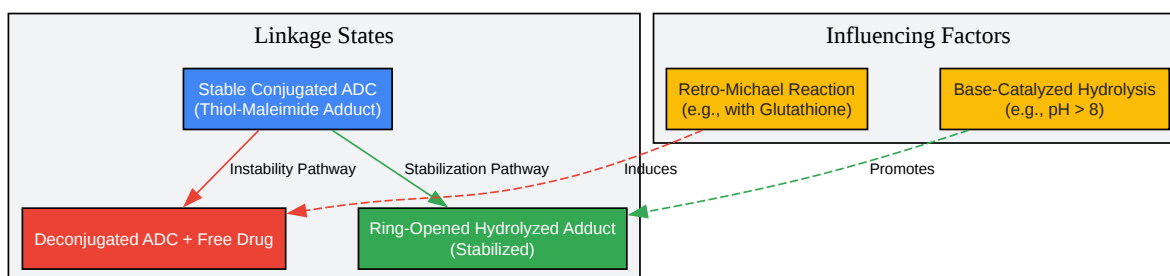 Linkage States
Influencing Factors
Stable Conjugated ADC
(Thiol-Maleimide Adduct)
Retro-Michael Reaction
(e.g., with Glutathione)
Base-Catalyzed Hydrolysis
(e.g., pH > 8)
Instability Pathway
Stabilization Pathway
Induces
Promotes
Deconjugated ADC + Free Drug
Ring-Opened Hydrolyzed Adduct
(Stabilized)